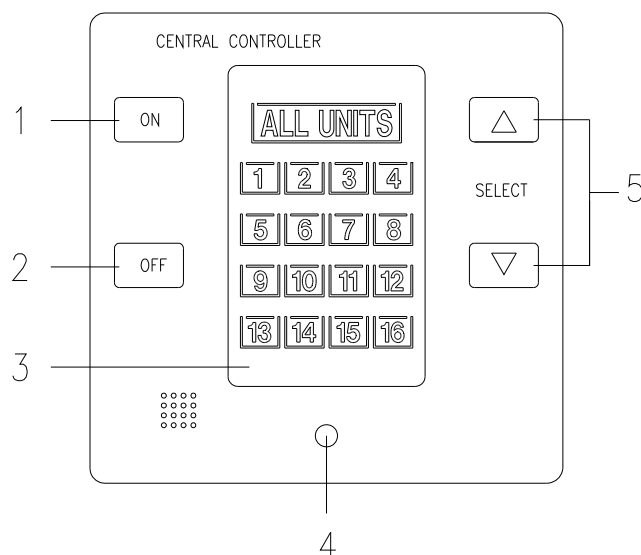 CENTRAL CONTROLLER
1 ON
ALL UNITS
1 2 3 4
SELECT
5
5 6 7 8
2 OFF
9 10 11 12
13 14 15 16
3
4